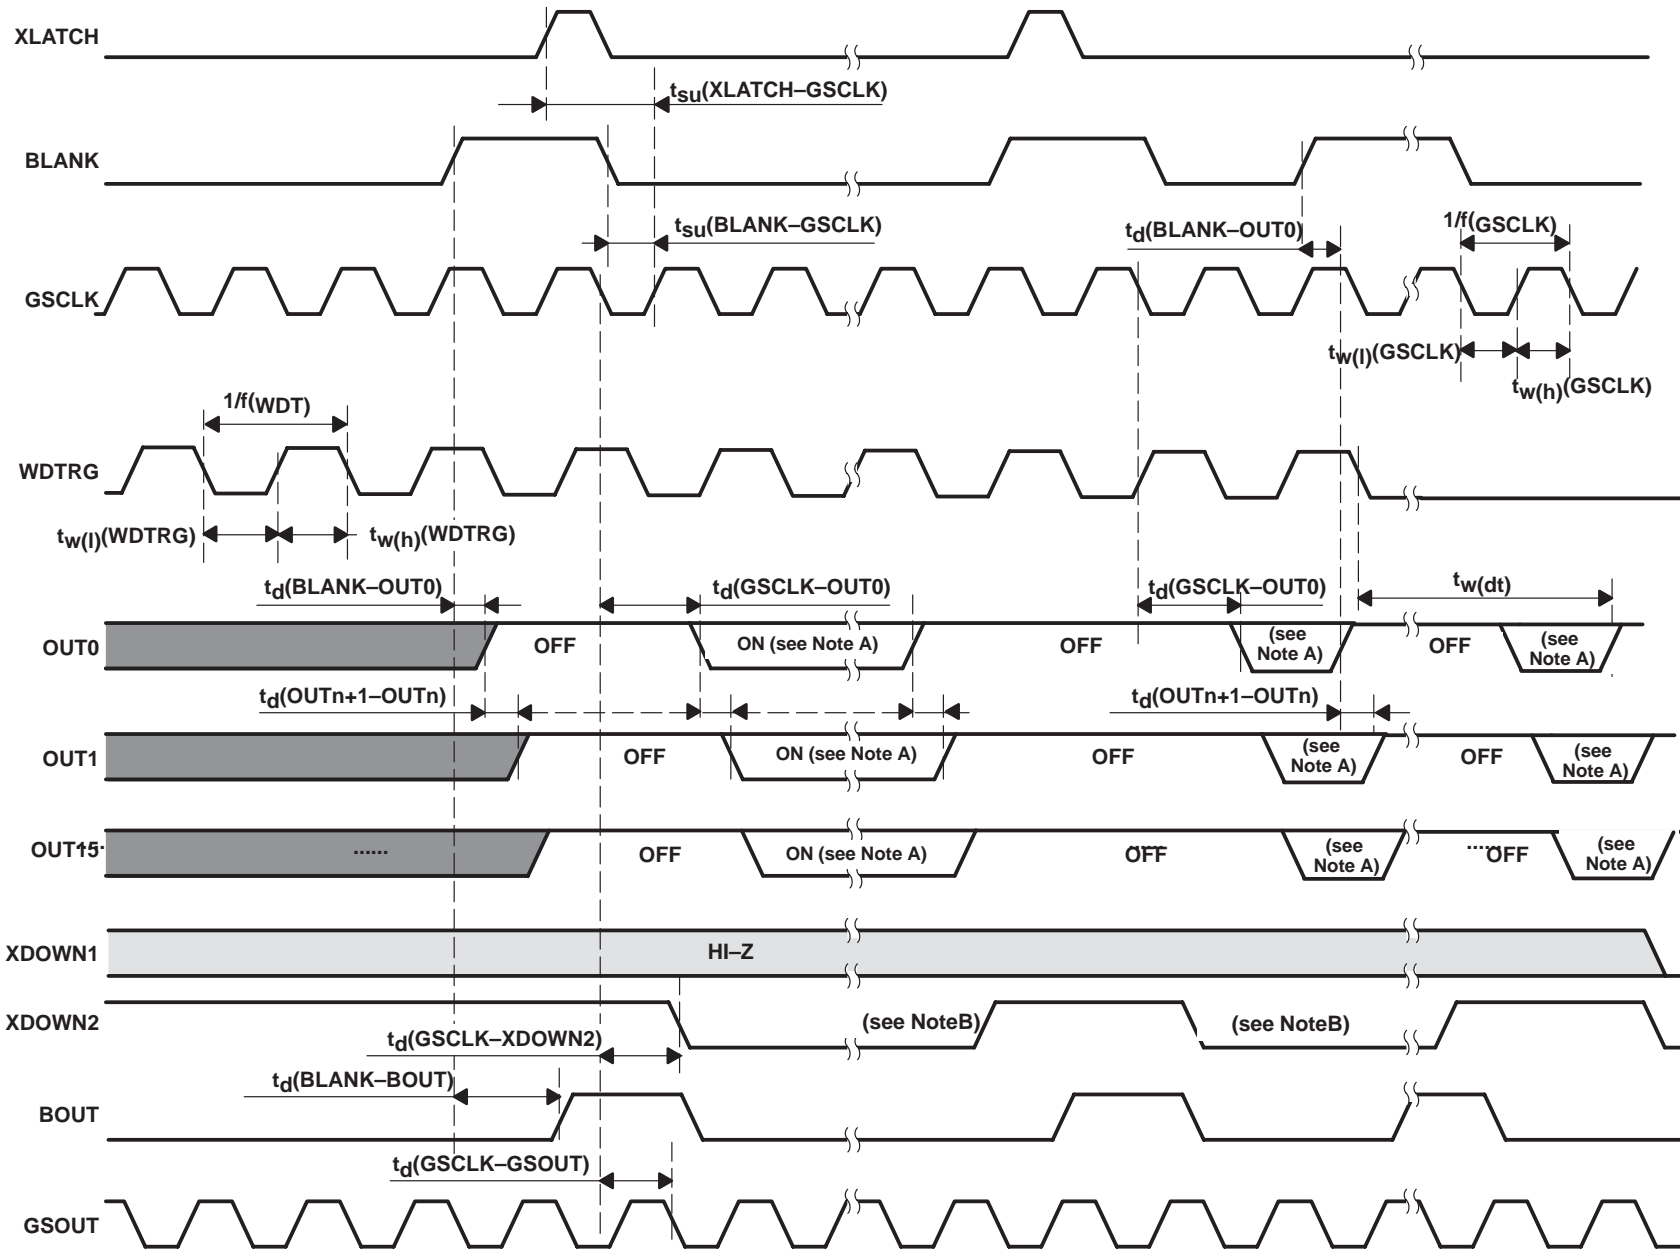 XLATCH
tsu(XLATCH–GSCLK)
BLANK
tsu(BLANK–GSCLK)
td(BLANK–OUT0)
1/f(GSCLK)
GSCLK
tw(l)(GSCLK)
tw(h)(GSCLK)
1/f(WDT)
WDTRG
tw(l)(WDTRG)
tw(h)(WDTRG)
td(BLANK–OUT0)
td(GSCLK–OUT0)
td(GSCLK–OUT0)
tw(dt)
OUT0
OFF
ON (see Note A)
OFF
(see
Note A)
OFF
(see
Note A)
td(OUTn+1–OUTn)
td(OUTn+1–OUTn)
OUT1
OFF
ON (see Note A)
OFF
(see
Note A)
OFF
(see
Note A)
OUT15
......
OFF
ON (see Note A)
OFF
(see
Note A)
......
OFF
(see
Note A)
XDOWN1
HI–Z
XDOWN2
(see NoteB)
(see NoteB)
td(GSCLK–XDOWN2)
td(BLANK–BOUT)
BOUT
td(GSCLK–GSOUT)
GSOUT